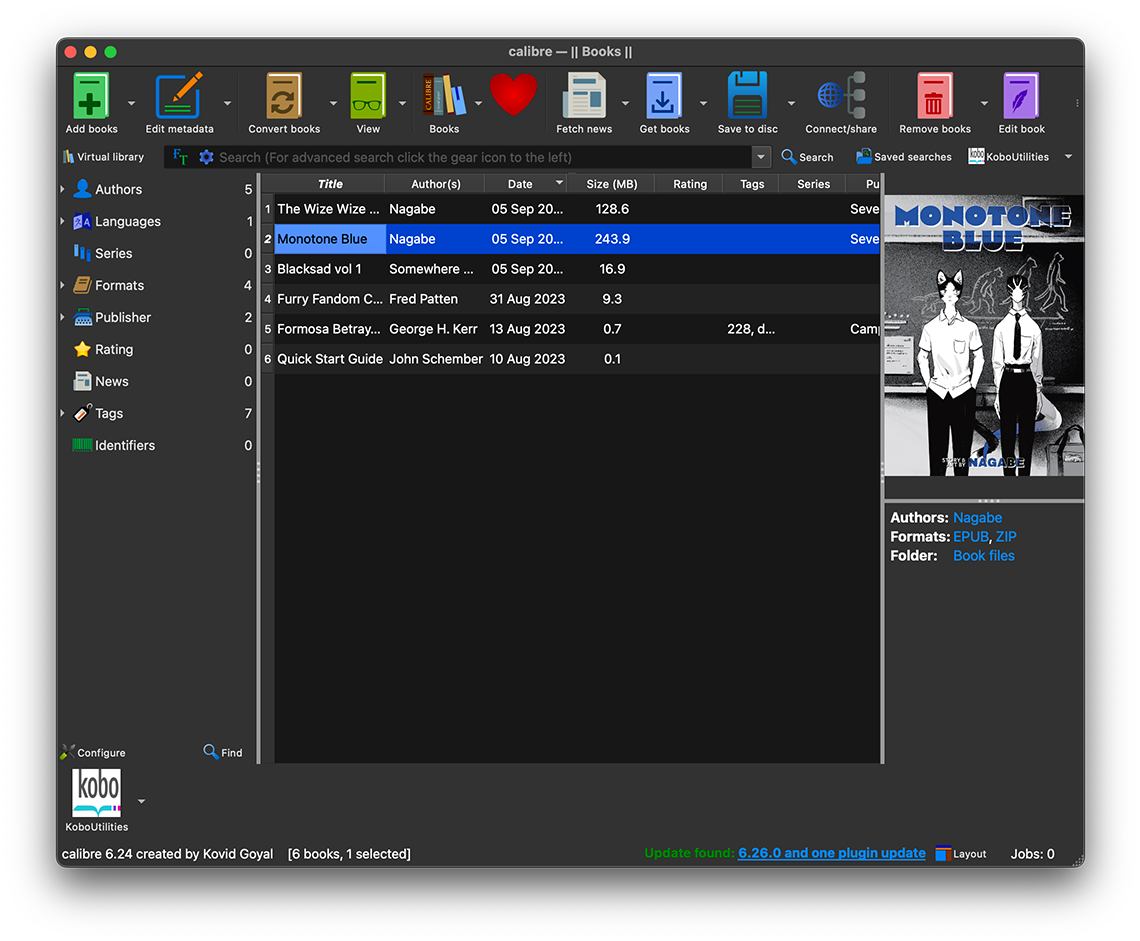 calibre — || Books ||
Add books Edit metadata Convert books View Books Fetch news Get books Save to disc Connect/share Remove books Edit book
Virtual library Search (For advanced search click the gear icon to the left) Search Saved searches kobo KoboUtilities
Authors 5
Languages 1
Series 0
Formats 4
Publisher 2
Rating 0
News 0
Tags 7
Identifiers 0
Configure Find
kobo
KoboUtilities
Title Author(s) Date Size (MB) Rating Tags Series Pu
1 The Wize Wize ... Nagabe 05 Sep 20... 128.6 Seve
2 Monotone Blue Nagabe 05 Sep 20... 243.9 Seve
3 Blacksad vol 1 Somewhere ... 05 Sep 20... 16.9
4 Furry Fandom C... Fred Patten 31 Aug 2023 9.3
5 Formosa Betray... George H. Kerr 13 Aug 2023 0.7 228, d... Camp
6 Quick Start Guide John Schember 10 Aug 2023 0.1
MONOTONE
BLUE
STORY & ART BY NAGABE
Authors: Nagabe
Formats: EPUB, ZIP
Folder: Book files
calibre 6.24 created by Kovid Goyal [6 books, 1 selected] Update found: 6.26.0 and one plugin update Layout Jobs: 0